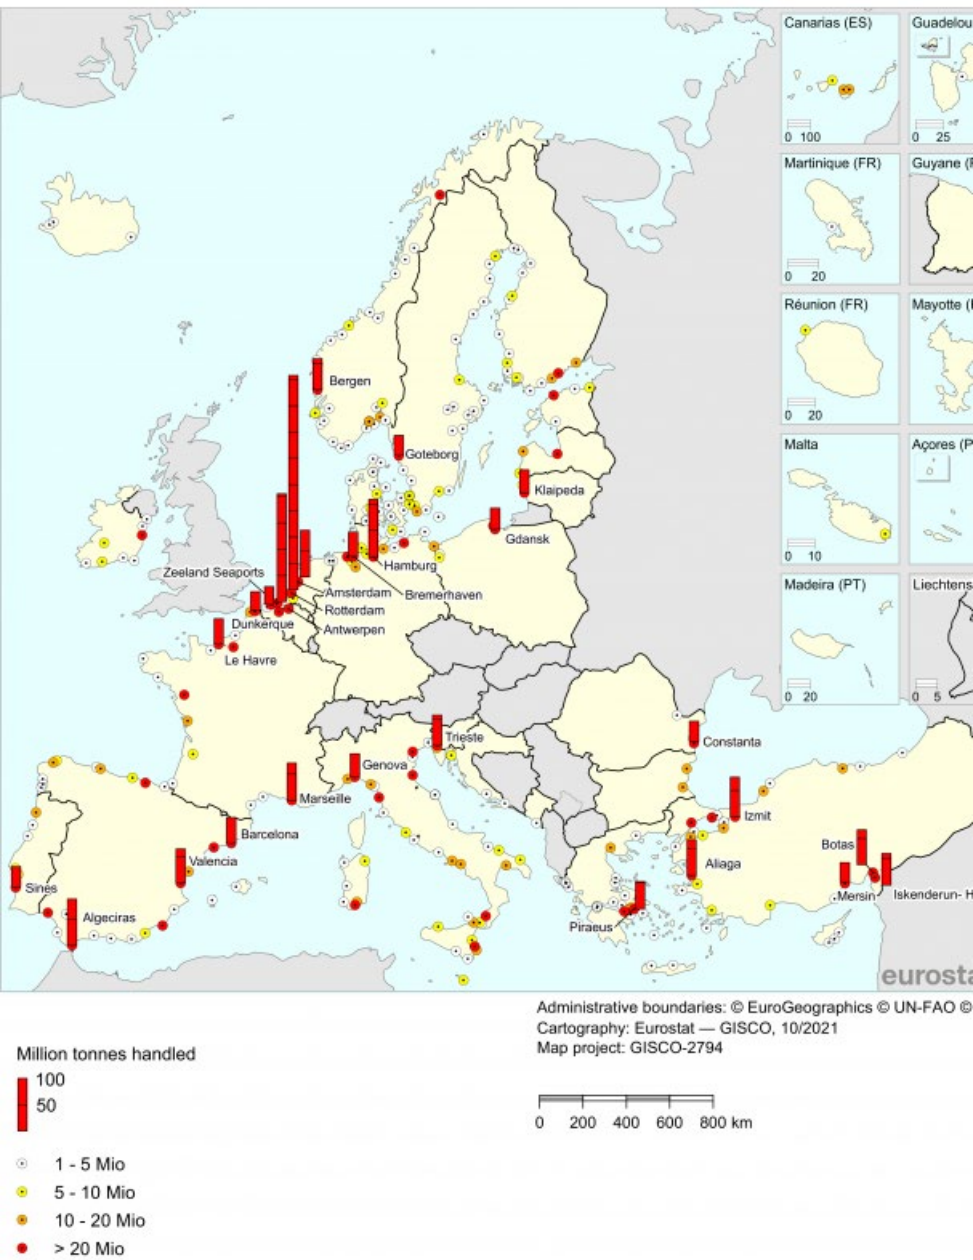 Canarias (ES)
Guadelou
0 100
0 25
Martinique (FR)
Guyane (
0 20
Réunion (FR)
Mayotte (
0 20
Malta
Açores (P
0 10
Madeira (PT)
Liechtens
0 20
0 5
Bergen
Goteborg
Klaipeda
Gdansk
Hamburg
Zeeland Seaports
Bremerhaven
Amsterdam
Rotterdam
Dunkerque
Antwerpen
Le Havre
Trieste
Constanta
Genova
Marseille
Izmit
Barcelona
Botas
Valencia
Aliaga
Sines
Mersin
Iskenderun- H
Algeciras
Piraeus
eurosta
Administrative boundaries: © EuroGeographics © UN-FAO ©
Cartography: Eurostat — GISCO, 10/2021
Map project: GISCO-2794
Million tonnes handled
100
50
0 200 400 600 800 km
1 - 5 Mio
5 - 10 Mio
10 - 20 Mio
> 20 Mio